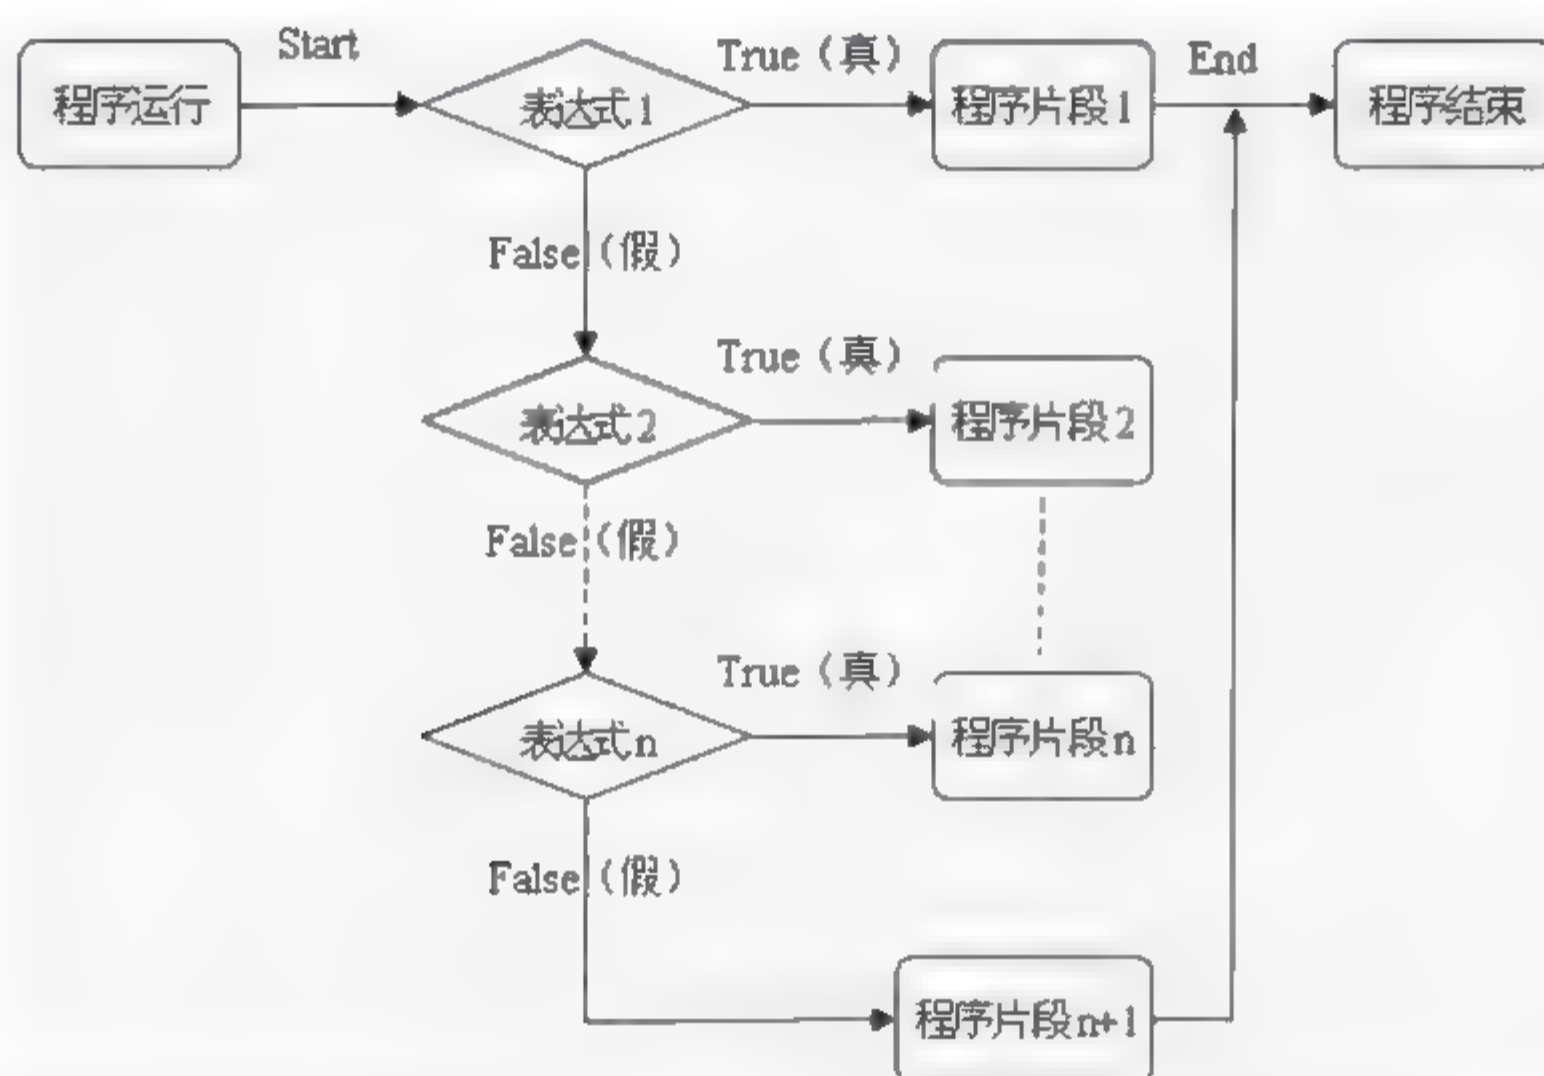 程序运行
Start
表达式1
True（真）
程序片段1
End
程序结束
False（假）
表达式2
True（真）
程序片段2
False（假）
表达式n
True（真）
程序片段n
False（假）
程序片段n+1